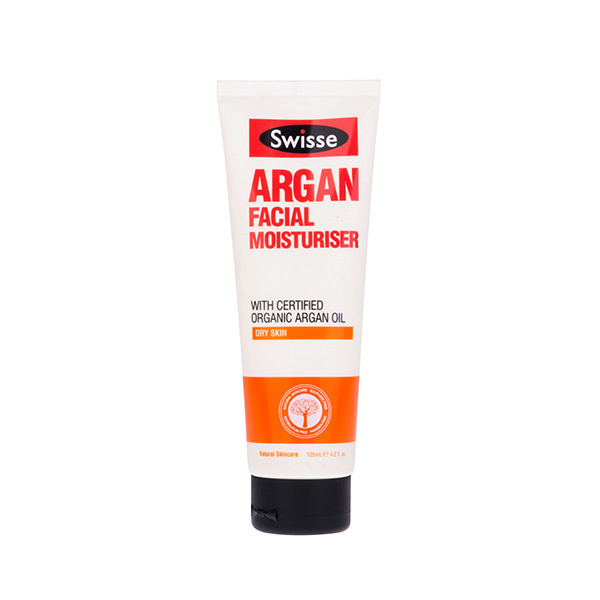 Swisse
ARGAN
FACIAL
MOISTURISER
WITH CERTIFIED
ORGANIC ARGAN OIL
DRY SKIN
Natural Skincare 125mL ℮ 4.2 fl. oz